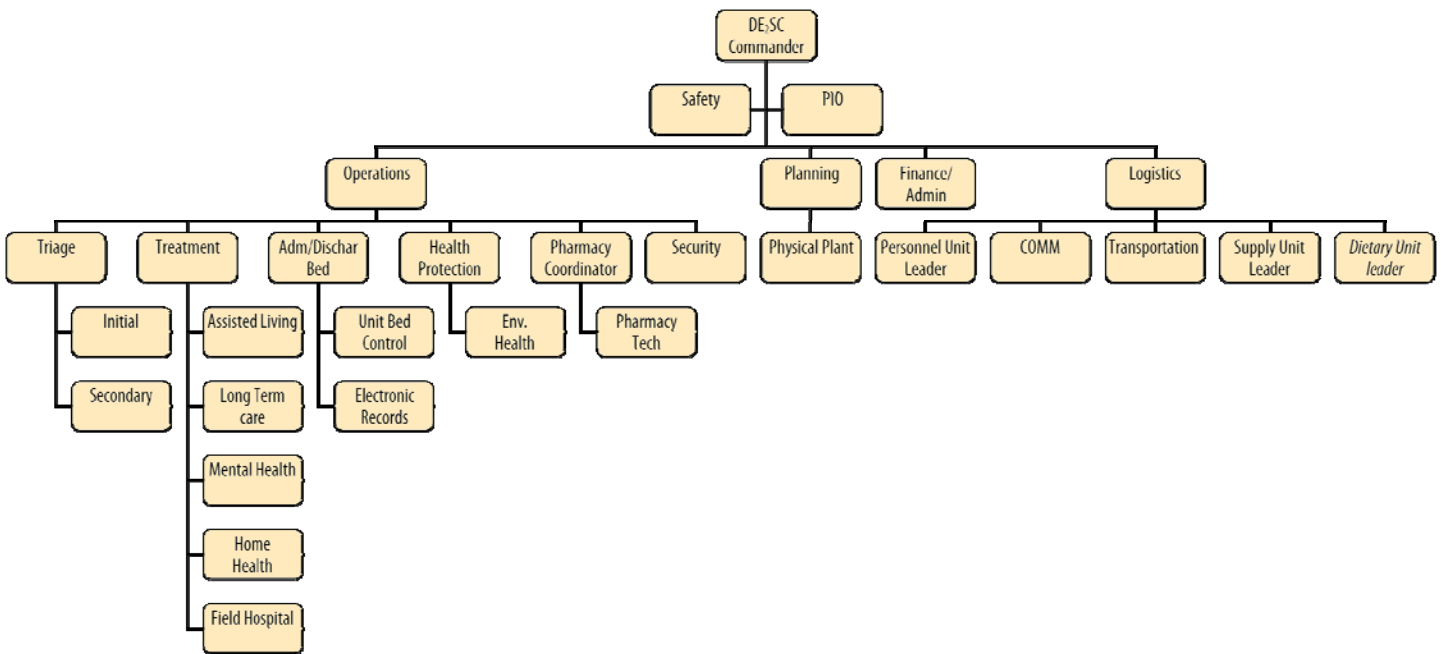 DE₂SC
Commander
Safety
PIO
Operations
Planning
Finance/
Admin
Logistics
Triage
Treatment
Adm/Dischar
Bed
Health
Protection
Pharmacy
Coordinator
Security
Physical Plant
Personnel Unit
Leader
COMM
Transportation
Supply Unit
Leader
Dietary Unit
leader
Initial
Assisted Living
Unit Bed
Control
Env.
Health
Pharmacy
Tech
Secondary
Long Term
care
Electronic
Records
Mental Health
Home
Health
Field Hospital